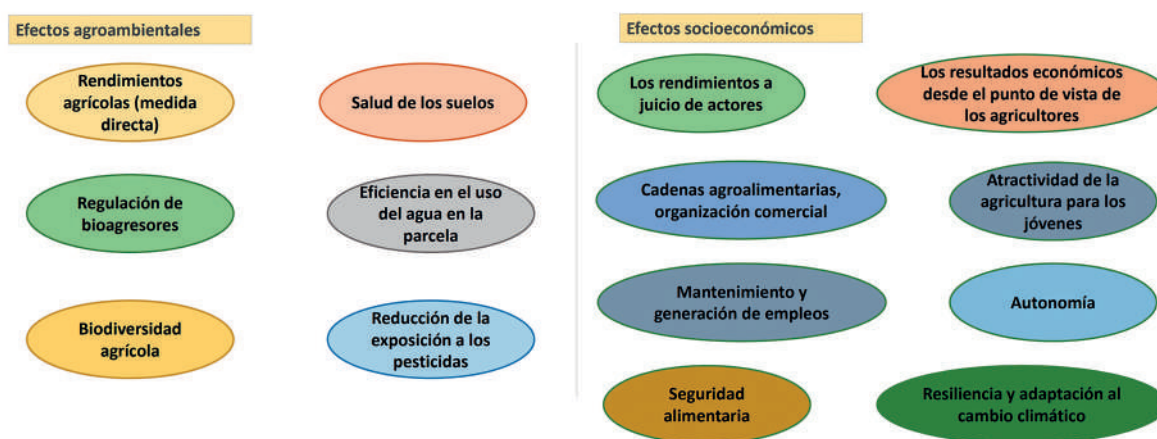 Efectos agroambientales
Rendimientos
agrícolas (medida
directa)
Salud de los suelos
Regulación de
bioagresores
Eficiencia en el uso
del agua en la
parcela
Biodiversidad
agrícola
Reducción de la
exposición a los
pesticidas
Efectos socioeconómicos
Los rendimientos a
juicio de actores
Los resultados económicos
desde el punto de vista de
los agricultores
Cadenas agroalimentarias,
organización comercial
Atractividad de la
agricultura para los
jóvenes
Mantenimiento y
generación de empleos
Autonomía
Seguridad
alimentaria
Resiliencia y adaptación al
cambio climático